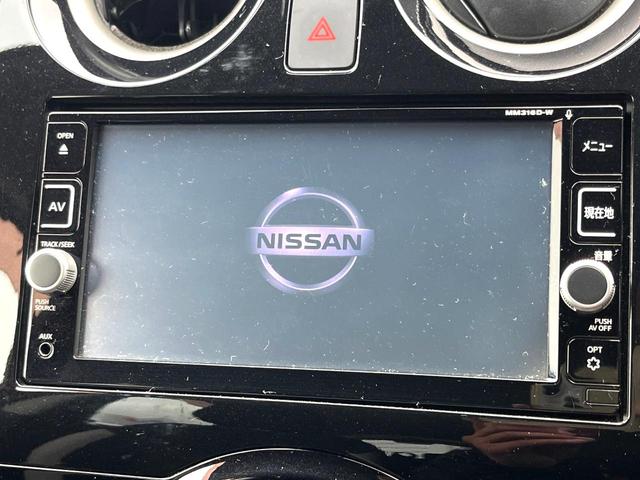 MM316D-W
OPEN
メニュー
AV
現在地
TRACK/SEEK
音量
NISSAN
PUSH
SOURCE
PUSH
AV OFF
AUX
OPT